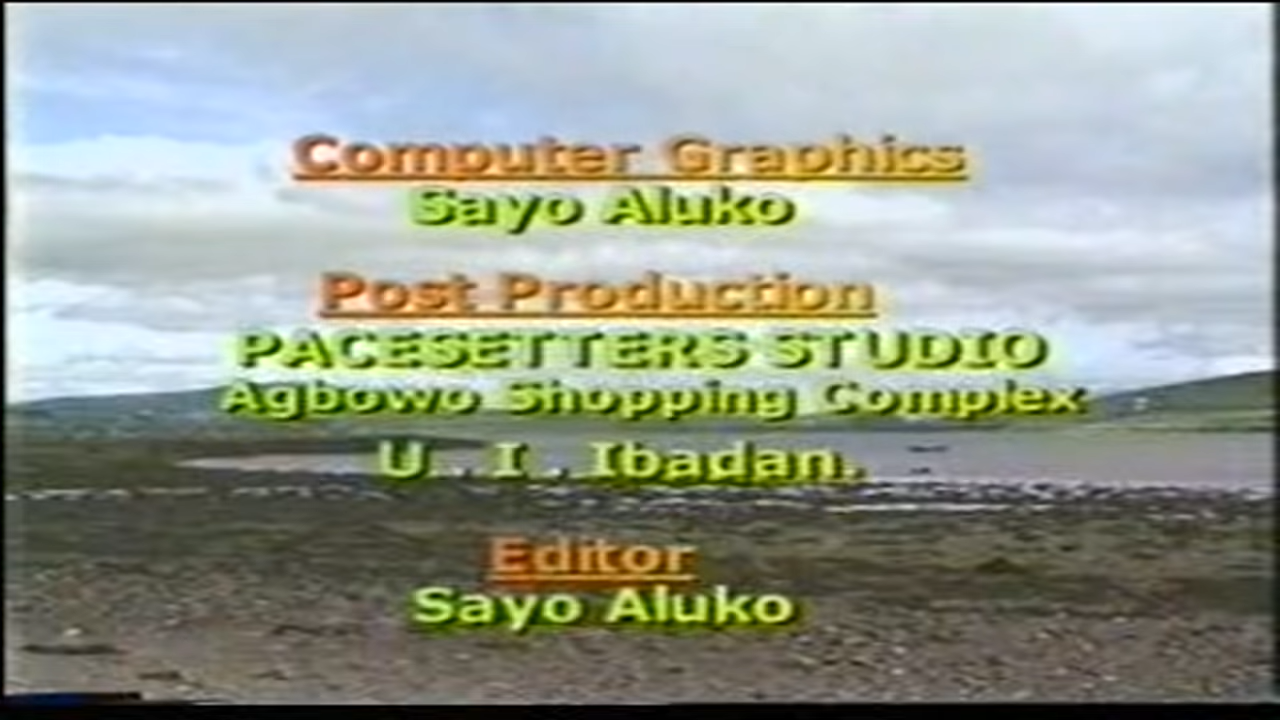 Computer Graphics
Sayo Aluko
Post Production
PACESETTERS STUDIO
Agbowo Shopping Complex
U.I.Ibadan.
Editor
Sayo Aluko